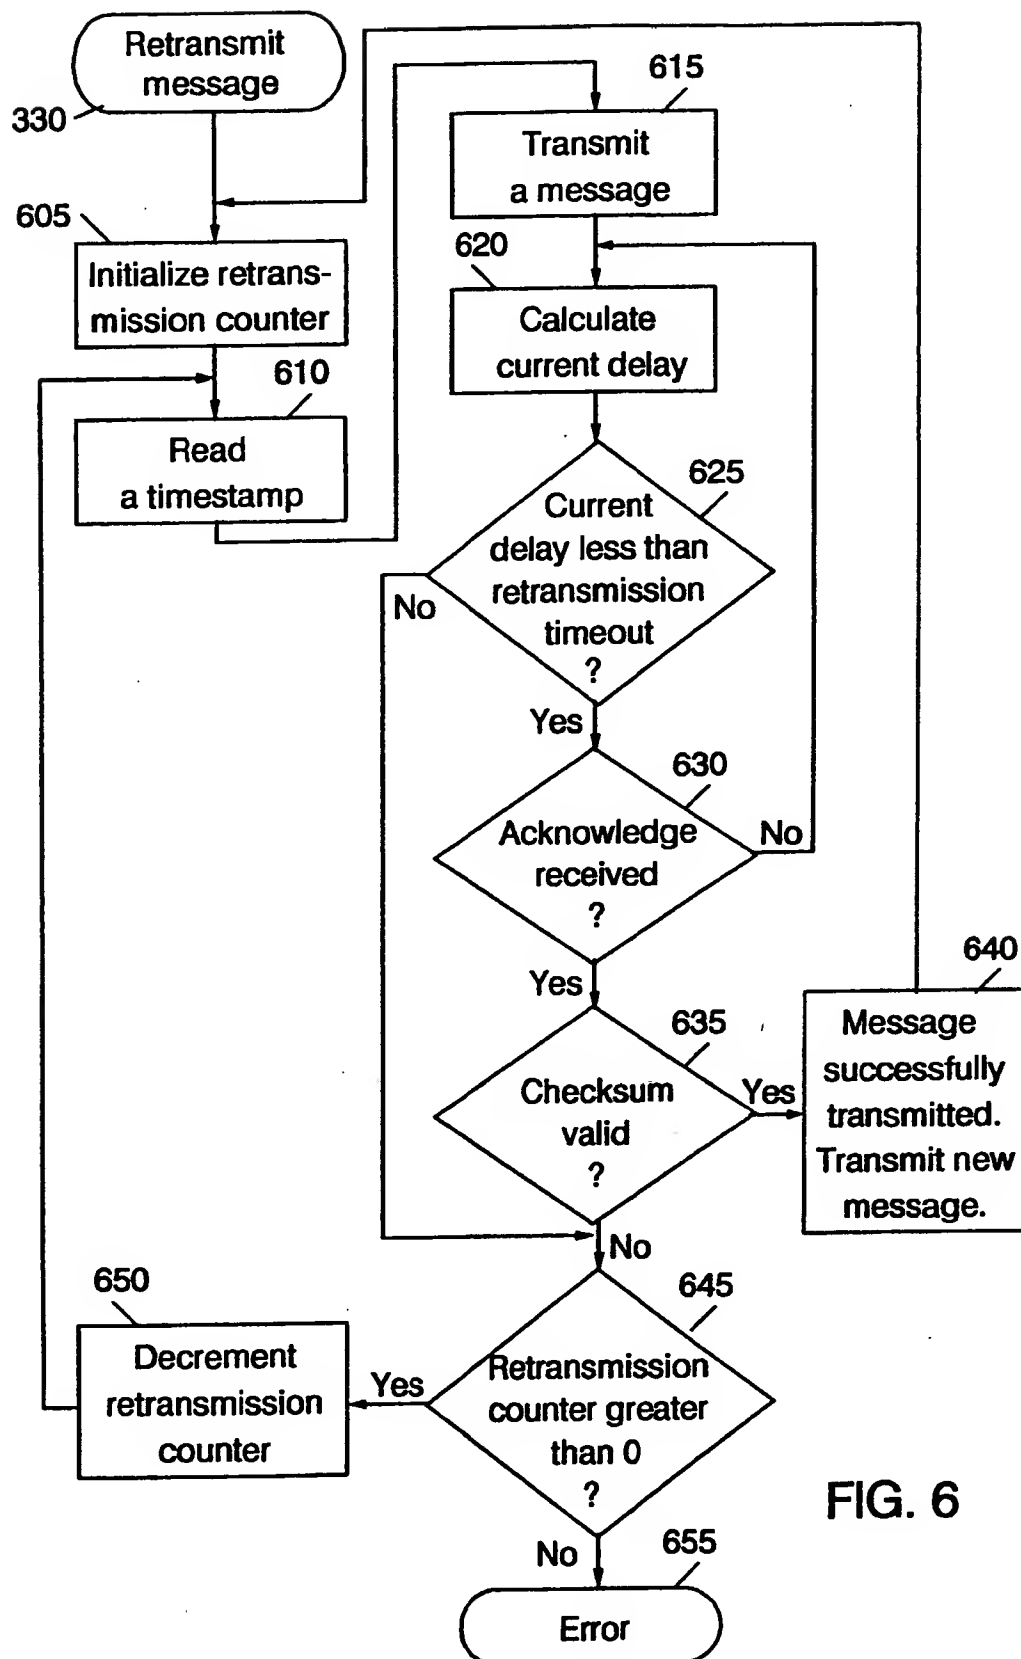 Retransmit
message
330
605
Initialize retrans-
mission counter
610
Read
a timestamp
615
Transmit
a message
620
Calculate
current delay
625
Current
delay less than
retransmission
timeout
?
No
Yes
630
Acknowledge
received
?
No
Yes
635
Checksum
valid
?
Yes
640
Message
successfully
transmitted.
Transmit new
message.
No
645
Retransmission
counter greater
than 0
?
Yes
650
Decrement
retransmission
counter
No
655
Error
FIG. 6